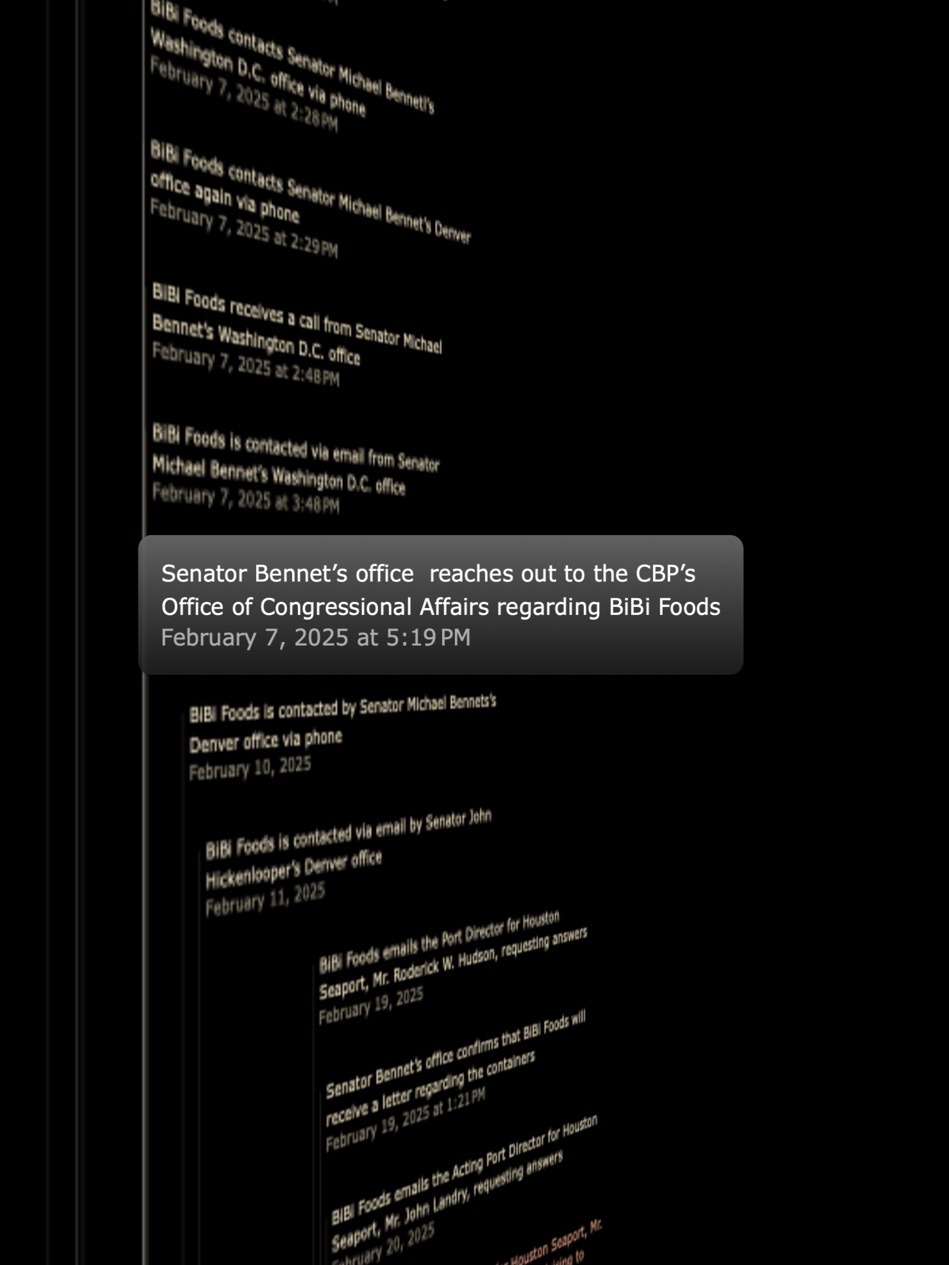 BiBi Foods contacts Senator Michael Bennett's
Washington D.C. office via phone
February 7, 2025 at 2:28 PM
BiBi Foods contacts Senator Michael Bennet's Denver
office again via phone
February 7, 2025 at 2:29 PM
BiBi Foods receives a call from Senator Michael
Bennet's Washington D.C. office
February 7, 2025 at 2:48 PM
BiBi Foods is contacted via email from Senator
Michael Bennet's Washington D.C. office
February 7, 2025 at 3:48 PM
Senator Bennet’s office  reaches out to the CBP’s
Office of Congressional Affairs regarding BiBi Foods
February 7, 2025 at 5:19 PM
BiBi Foods is contacted by Senator Michael Bennets's
Denver office via phone
February 10, 2025
BiBi Foods is contacted via email by Senator John
Hickenlooper's Denver office
February 11, 2025
BiBi Foods emails the Port Director for Houston
Seaport, Mr. Roderick W. Hudson, requesting answers
February 19, 2025
Senator Bennet's office confirms that BiBi Foods will
receive a letter regarding the containers
February 19, 2025 at 1:21 PM
BiBi Foods emails the Acting Port Director for Houston
Seaport, Mr. John Landry, requesting answers
February 20, 2025
Houston Seaport, Mr.
to